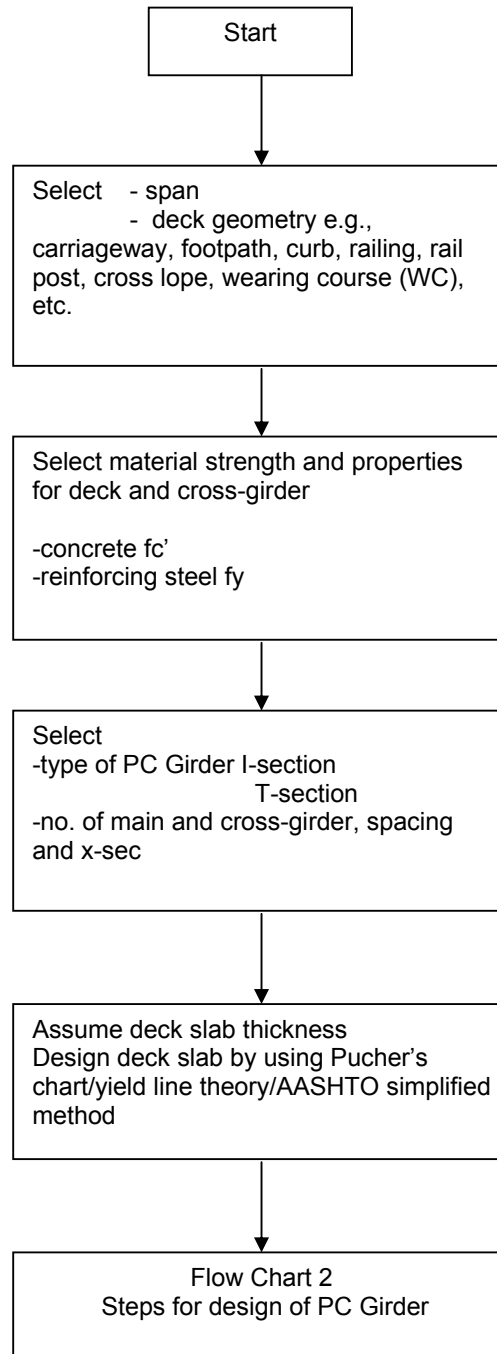 Start
Select - span
- deck geometry e.g.,
carriageway, footpath, curb, railing, rail
post, cross lope, wearing course (WC),
etc.
Select material strength and properties
for deck and cross-girder
-concrete fc’
-reinforcing steel fy
Select
-type of PC Girder I-section
T-section
-no. of main and cross-girder, spacing
and x-sec
Assume deck slab thickness
Design deck slab by using Pucher’s
chart/yield line theory/AASHTO simplified
method
Flow Chart 2
Steps for design of PC Girder